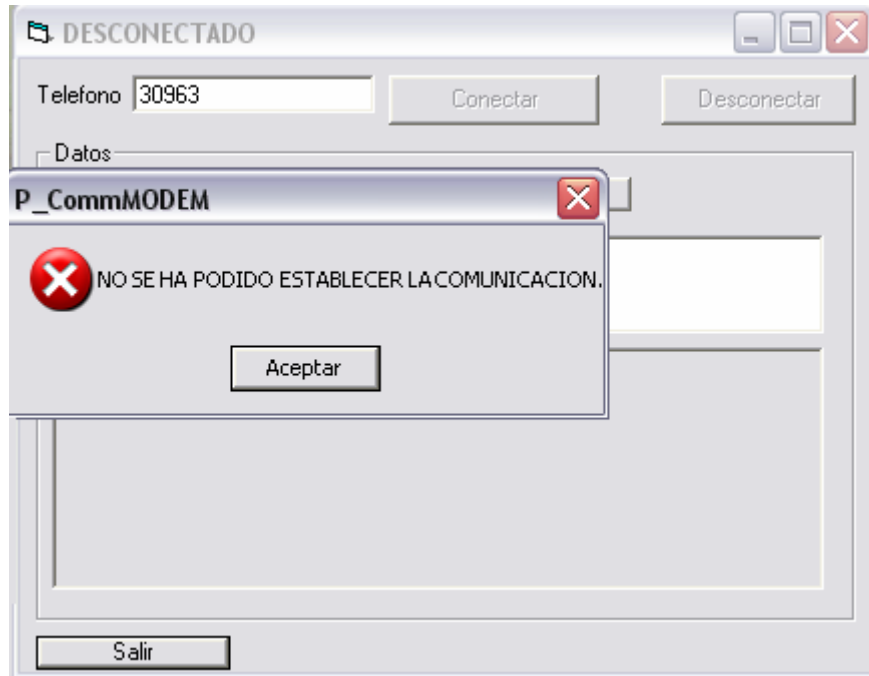 DESCONECTADO
Telefono 30963 Conectar Desconectar
Datos
P_CommMODEM
NO SE HA PODIDO ESTABLECER LA COMUNICACION.
Aceptar
Salir